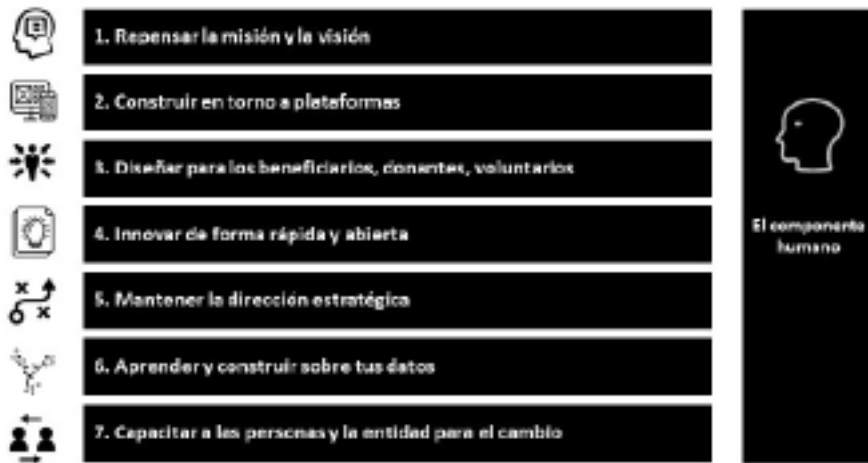 1. Repensar la misión y la visión
2. Construir en torno a plataformas
3. Diseñar para los beneficiarios, donantes, voluntarios
4. Innovar de forma rápida y abierta
5. Mantener la dirección estratégica
6. Aprender y construir sobre tus datos
7. Capacitar a las personas y la entidad para el cambio
El componente
humano